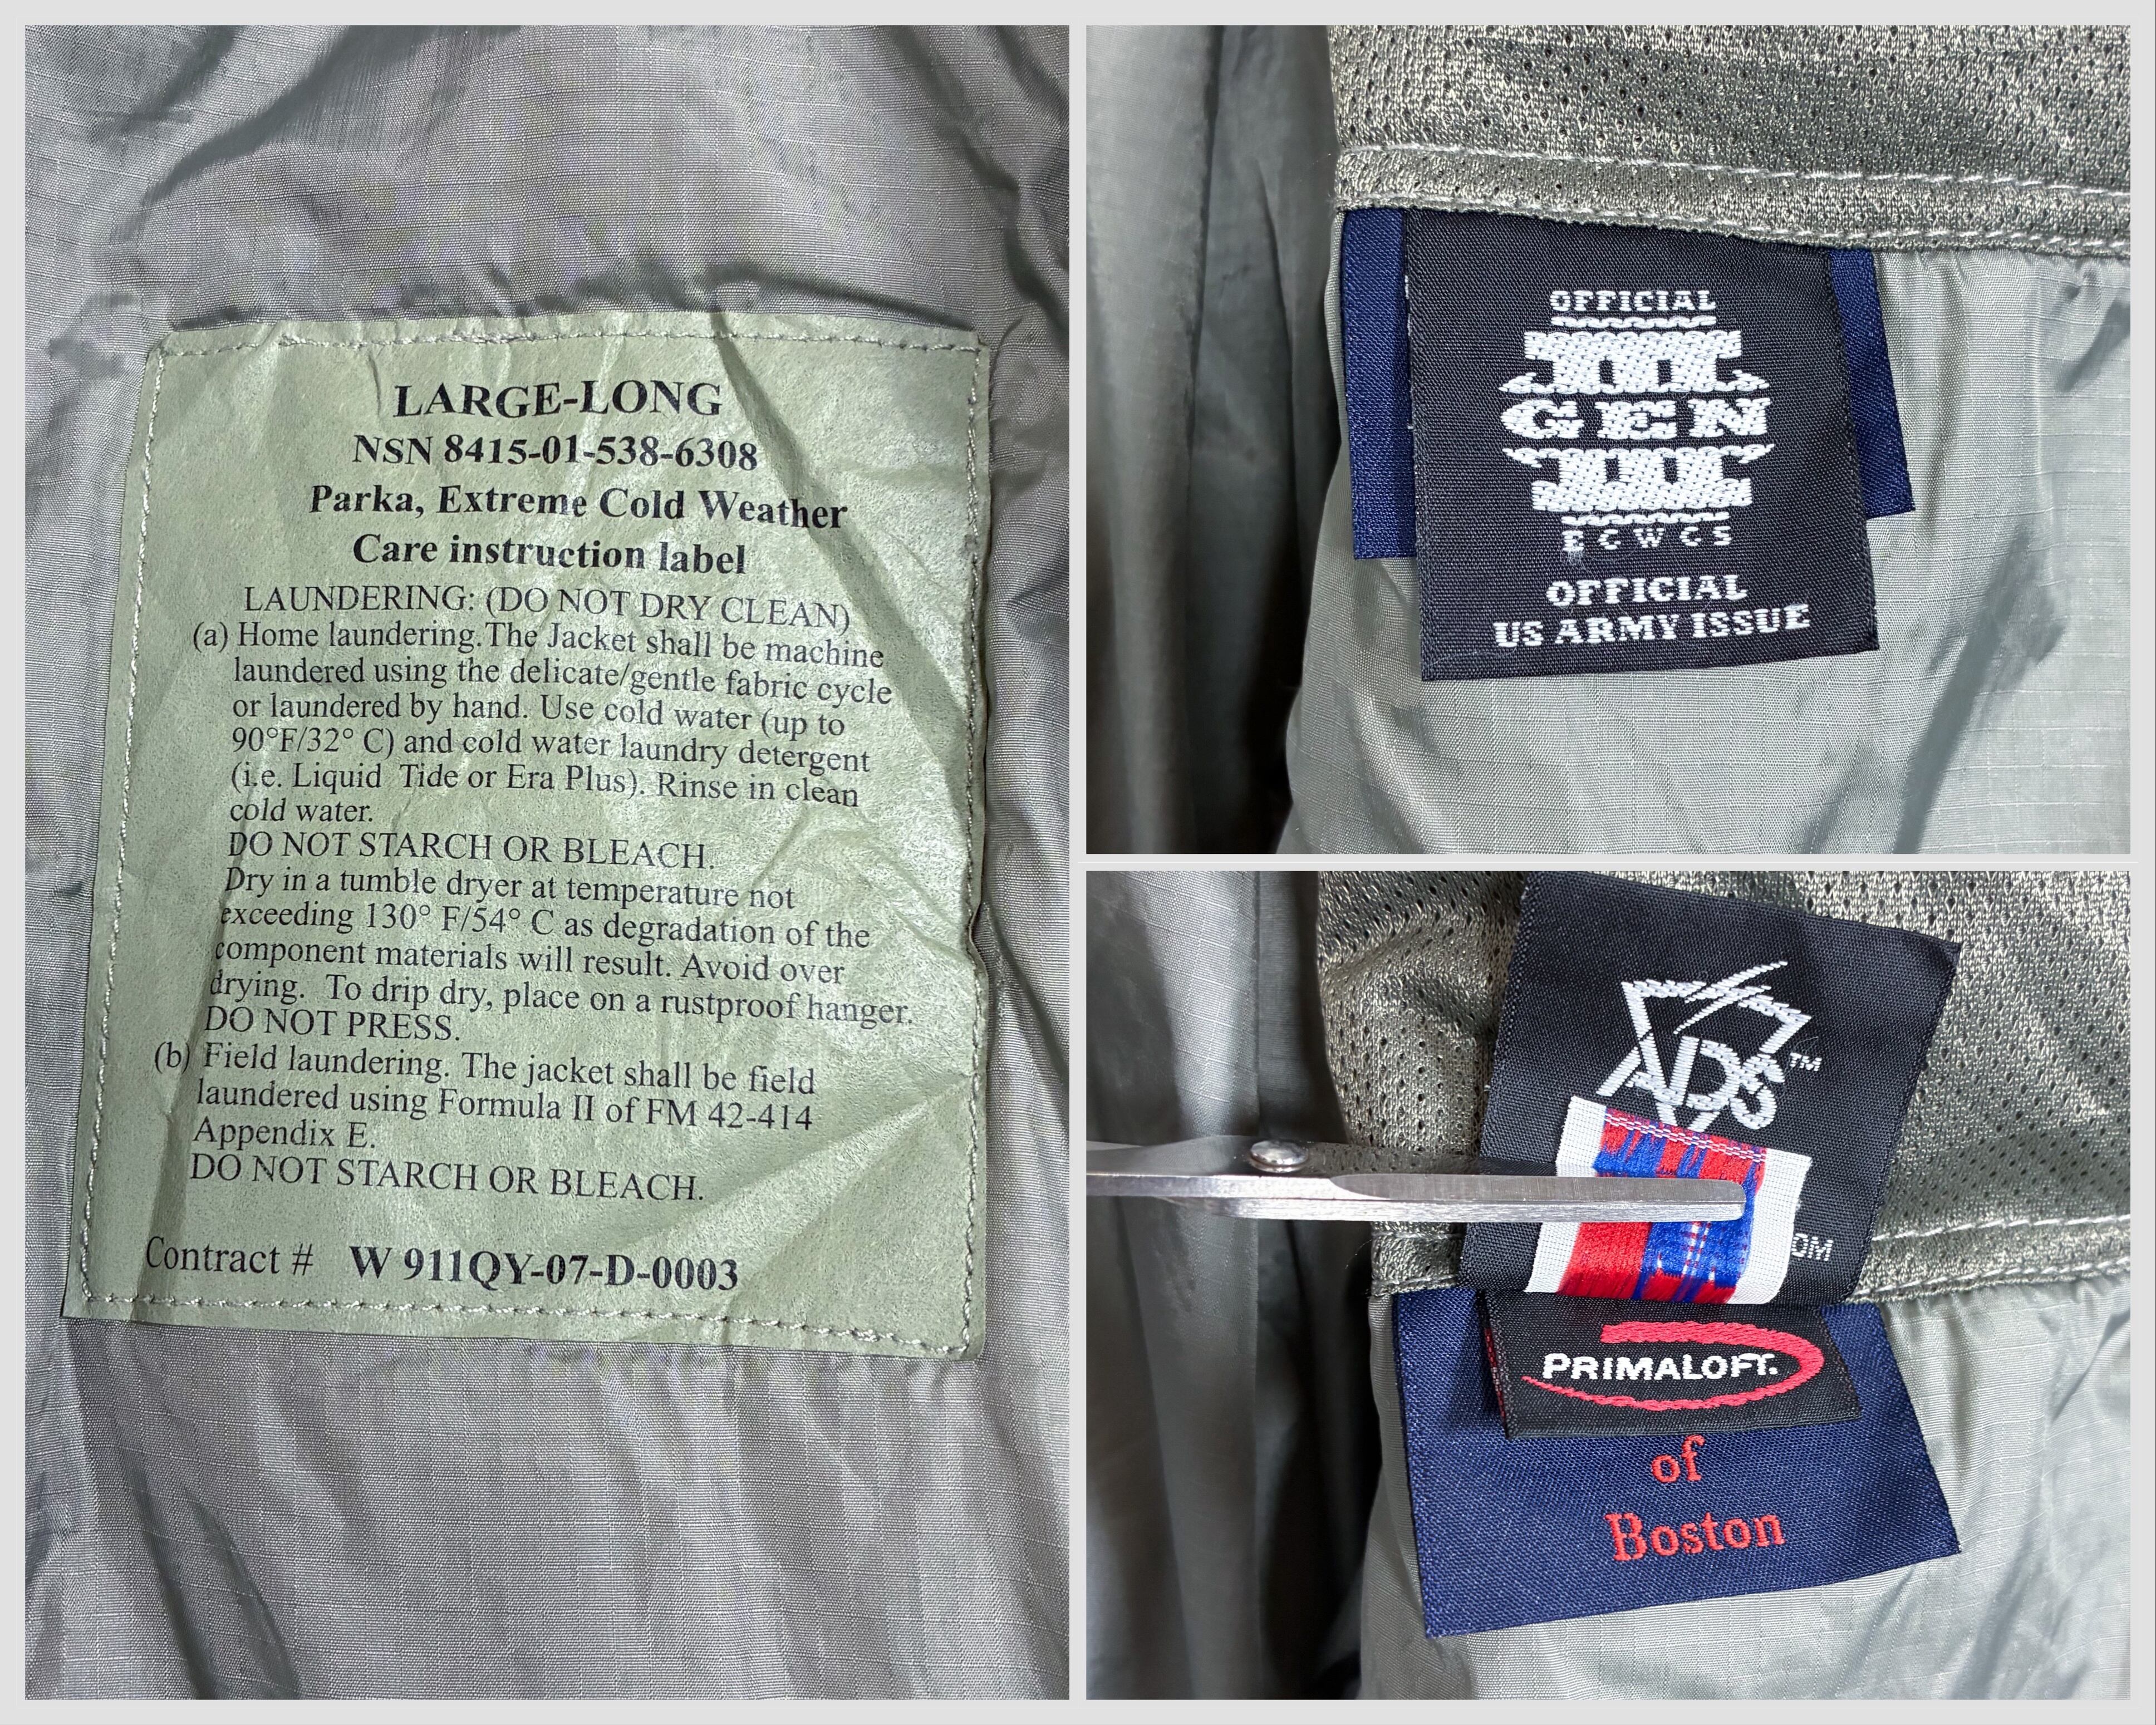 LARGE-LONG
NSN 8415-01-538-6308
Parka, Extreme Cold Weather
Care instruction label
LAUNDERING: (DO NOT DRY CLEAN)
(a) Home laundering.The Jacket shall be machine
laundered using the delicate/gentle fabric cycle
or laundered by hand. Use cold water (up to
90°F/32° C) and cold water laundry detergent
(i.e. Liquid Tide or Era Plus). Rinse in clean
cold water.
DO NOT STARCH OR BLEACH.
Dry in a tumble dryer at temperature not
exceeding 130° F/54° C as degradation of the
component materials will result. Avoid over
drying. To drip dry, place on a rustproof hanger.
DO NOT PRESS.
(b) Field laundering. The jacket shall be field
laundered using Formula II of FM 42-414
Appendix E.
DO NOT STARCH OR BLEACH.
Contract # W 911QY-07-D-0003
OFFICIAL
III
GEN
III
ECWCS
OFFICIAL
US ARMY ISSUE
ADS™
OM
PRIMALOFT.
of
Boston